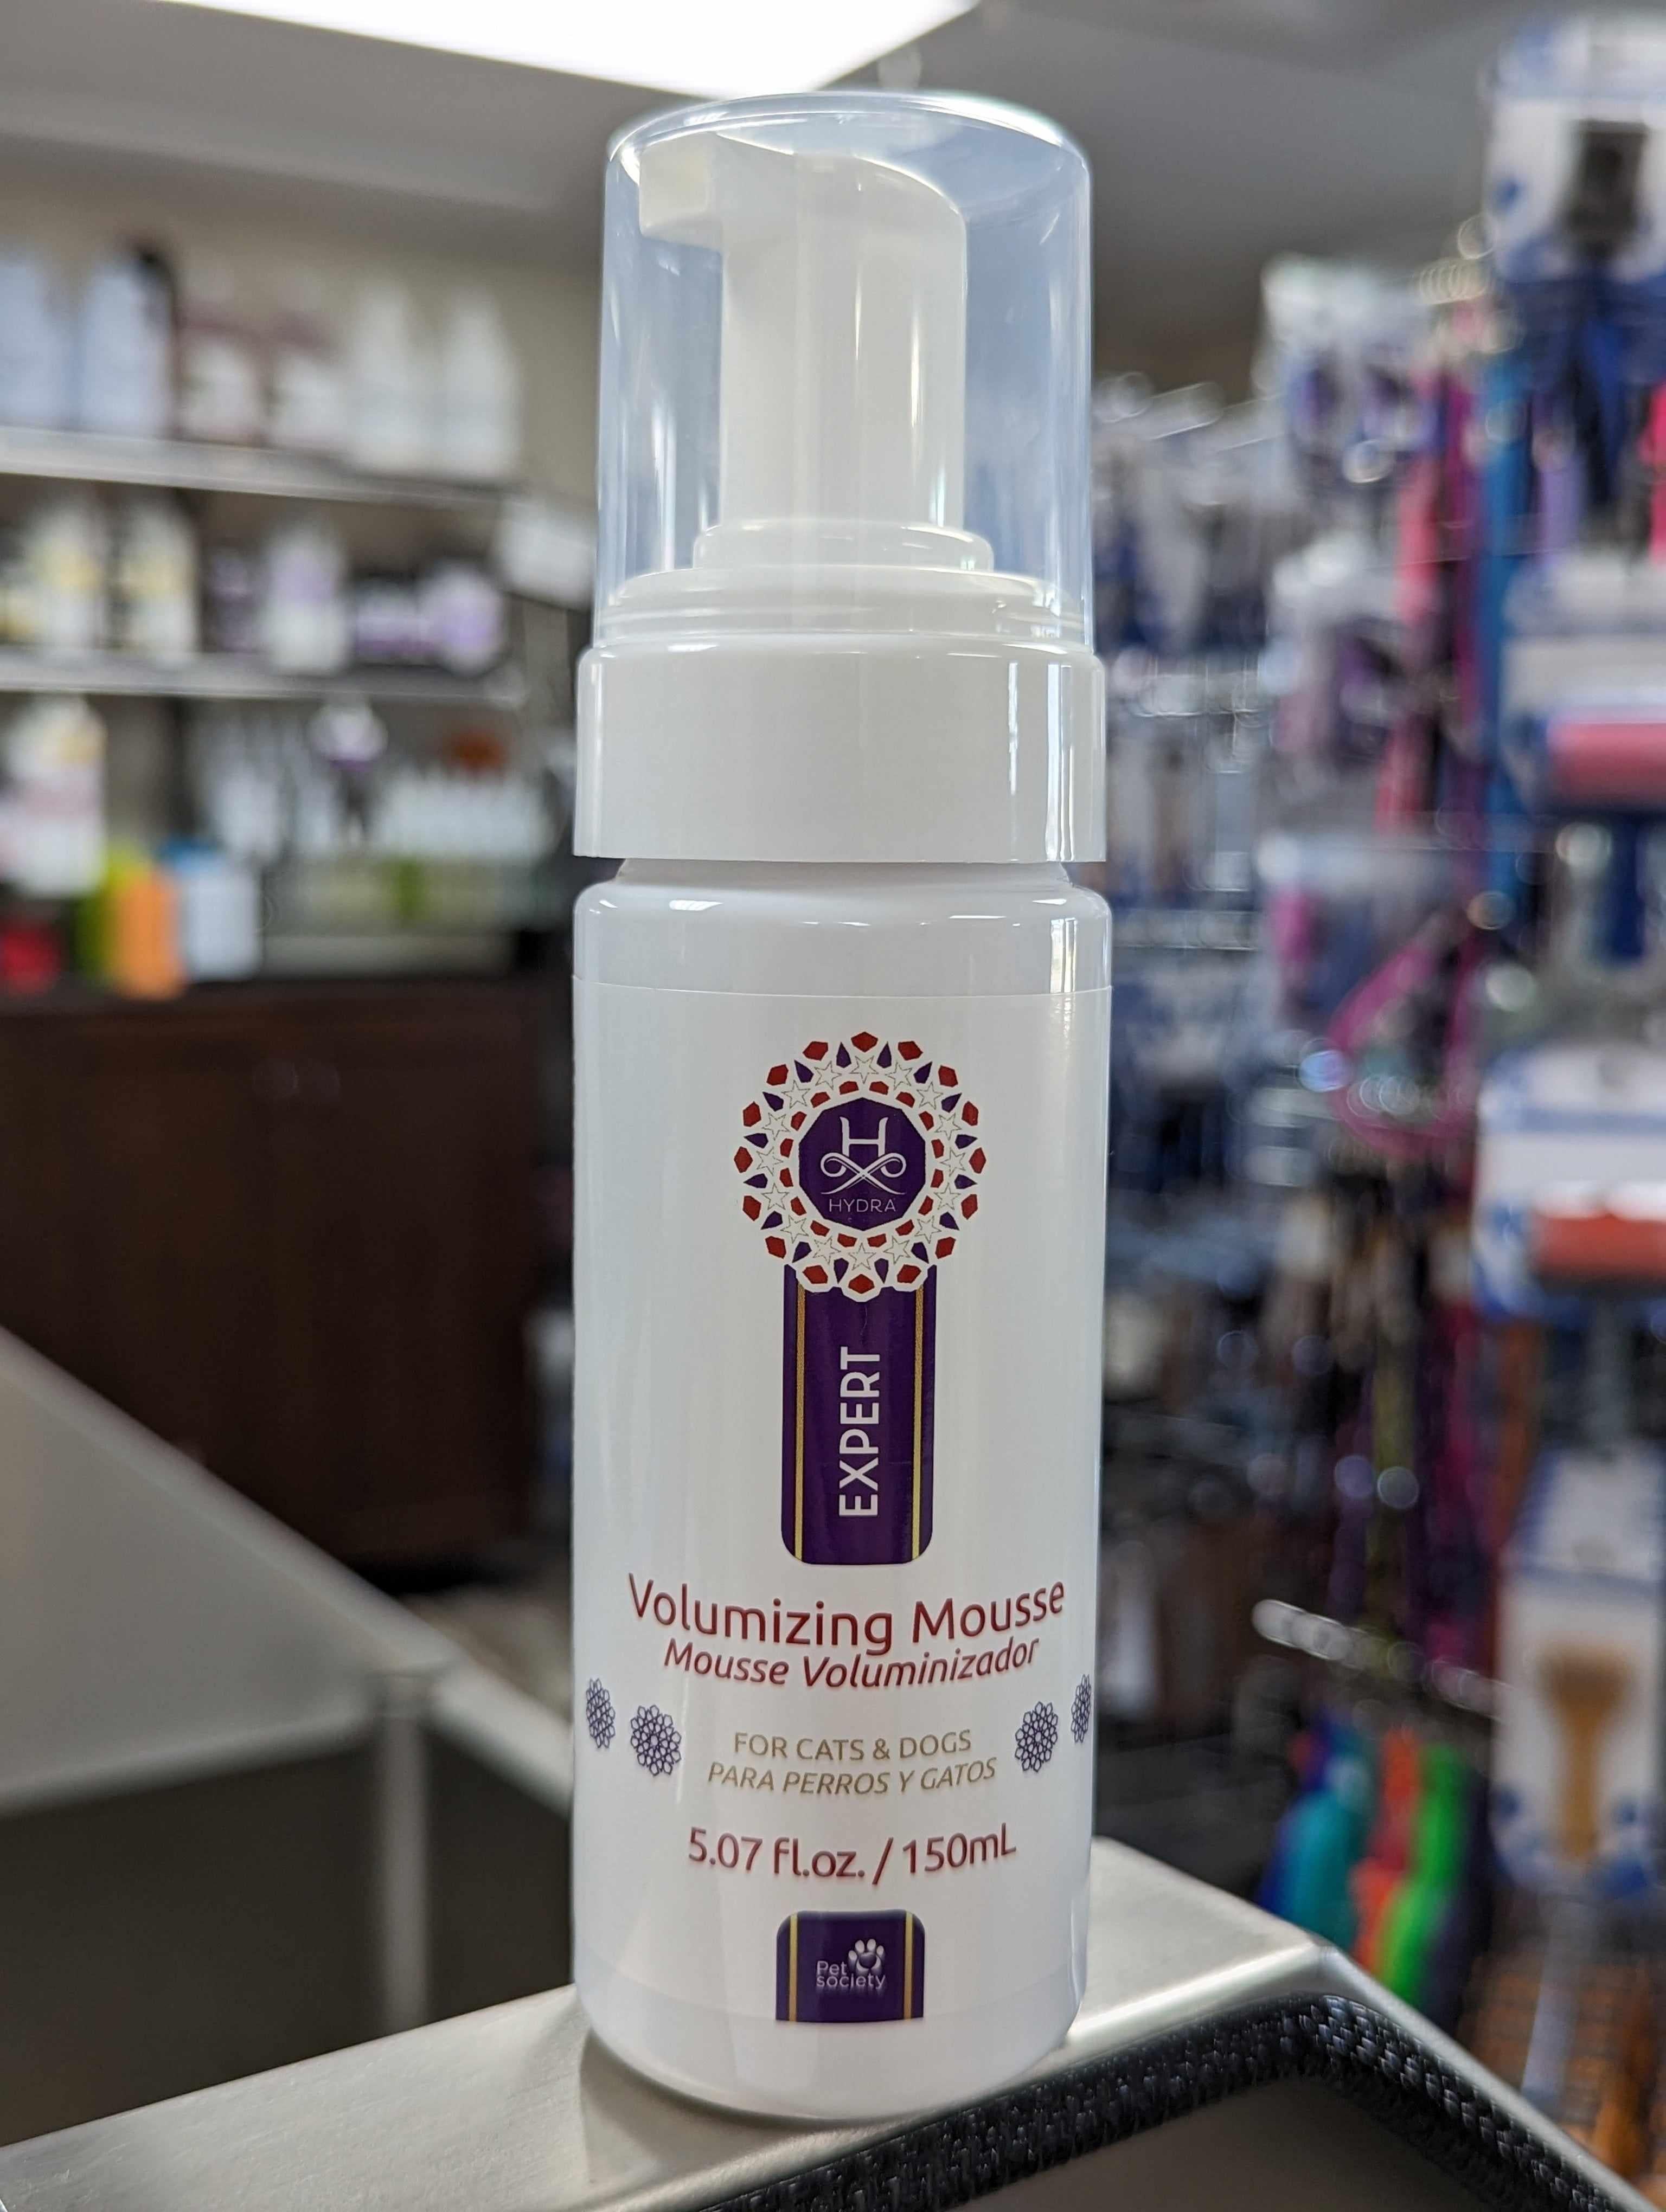 H
HYDRA
EXPERT
Volumizing Mousse
Mousse Voluminizador
FOR CATS & DOGS
PARA PERROS Y GATOS
5.07 fl.oz. / 150mL
Pet
society